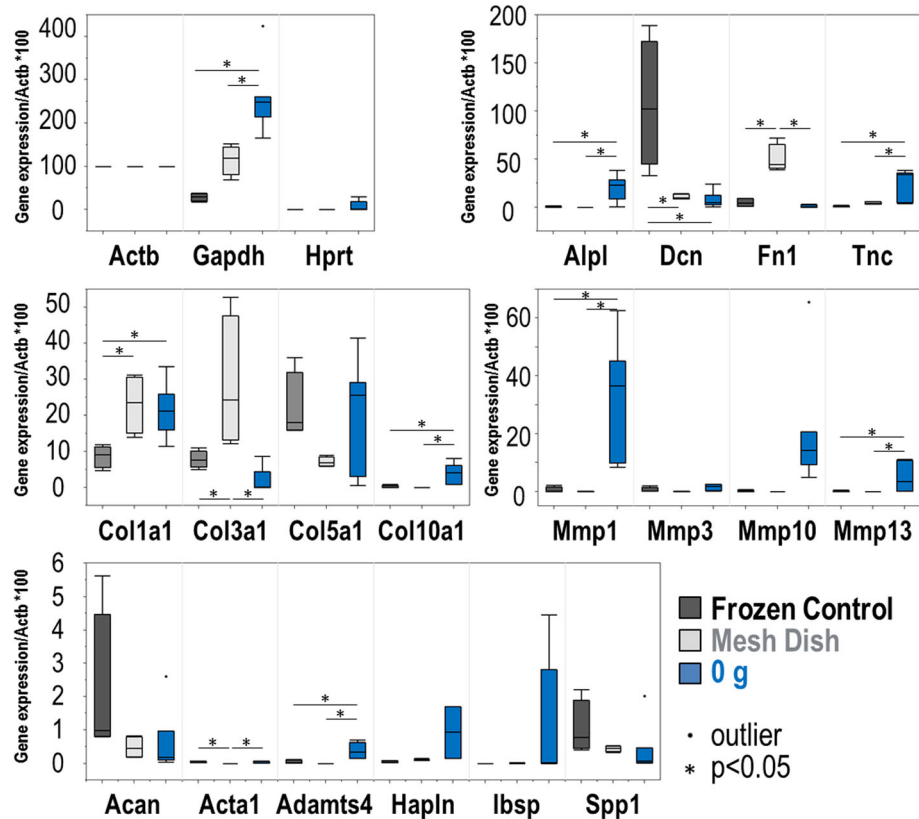 Gene expression/Actb *100
400
300
200
100
0
* *
Actb Gapdh Hprt
Gene expression/Actb *100
200
150
100
50
0
* * * * * * * *
Alpl Dcn Fn1 Tnc
Gene expression/Actb *100
50
40
30
20
10
0
* * * * * *
Col1a1 Col3a1 Col5a1 Col10a1
Gene expression/Actb *100
60
40
20
0
* * * *
Mmp1 Mmp3 Mmp10 Mmp13
Gene expression/Actb *100
6
5
4
3
2
1
0
* * * *
Acan Acta1 Adamts4 Hapln Ibsp Spp1
Frozen Control
Mesh Dish
0 g
• outlier
* p<0.05